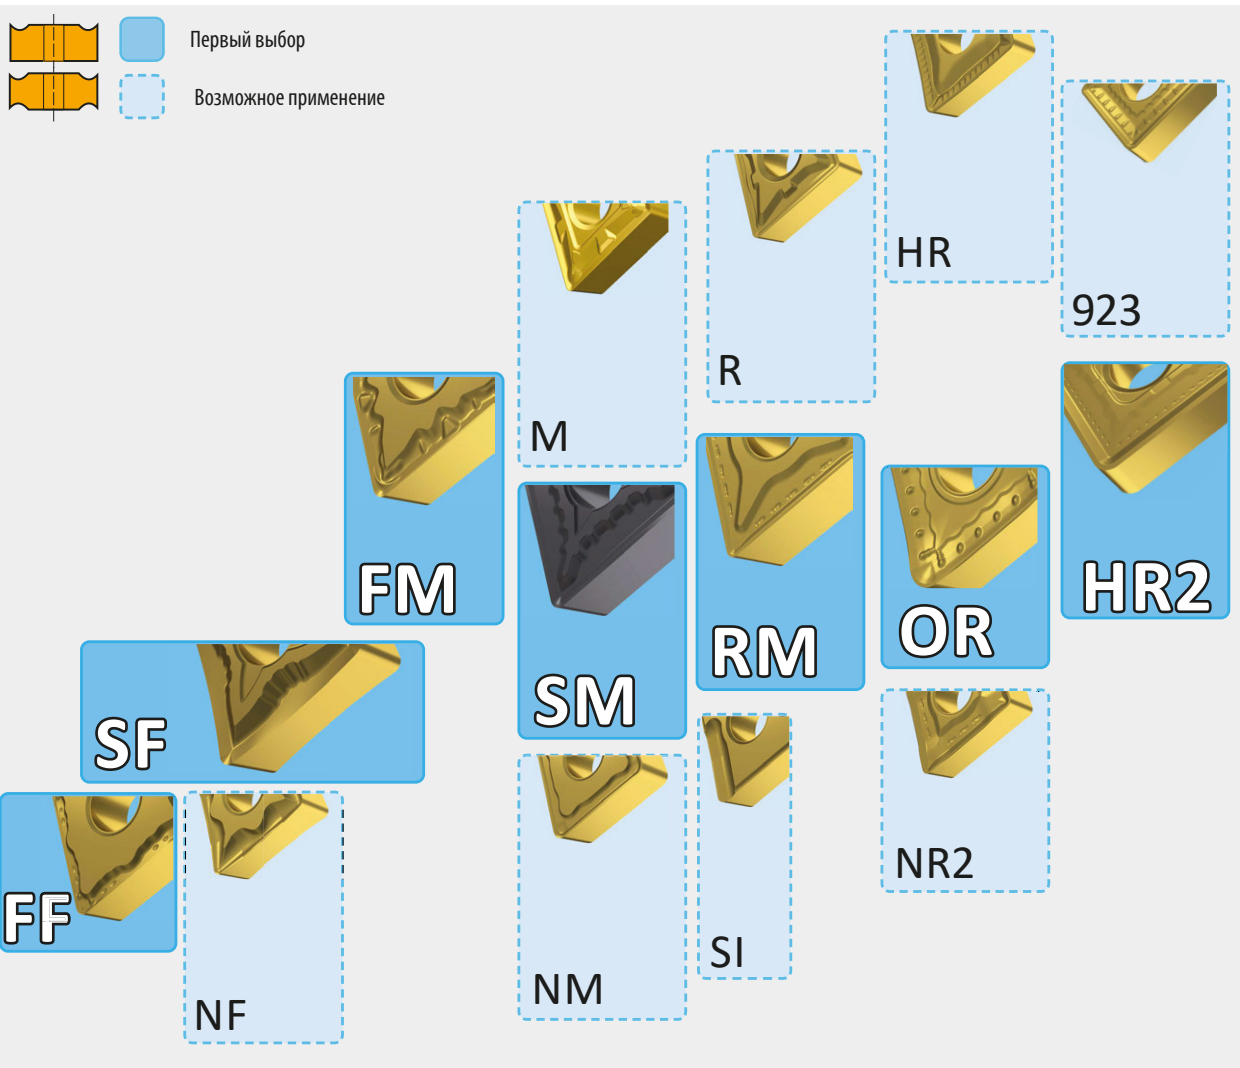 Первый выбор
Возможное применение
HR
923
R
M
FM
HR2
OR
RM
SM
SF
NR2
FF
SI
NM
NF